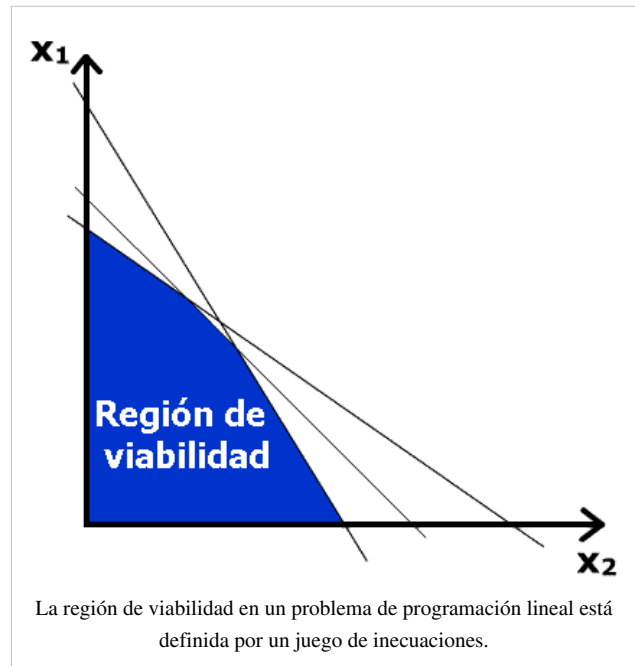 x1
Región de
viabilidad
x2
La región de viabilidad en un problema de programación lineal está
definida por un juego de inecuaciones.